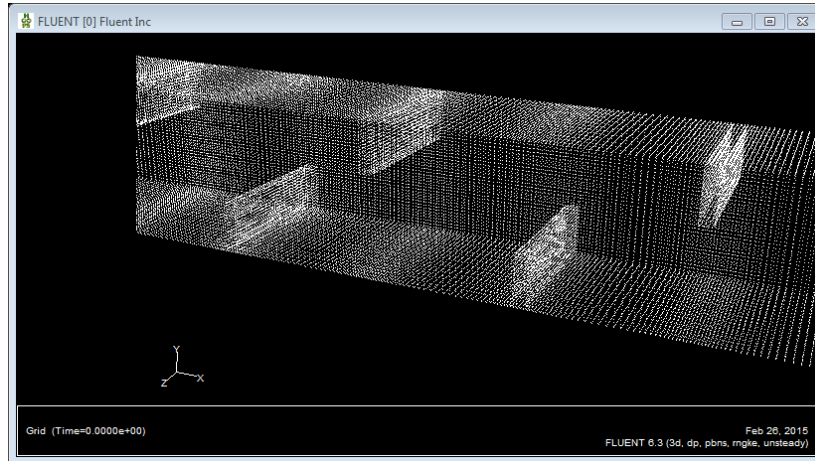 FLUENT [0] Fluent Inc
Y
Z
X
Grid (Time=0.0000e+00)
Feb 26, 2015
FLUENT 6.3 (3d, dp, pbns, rngke, unsteady)